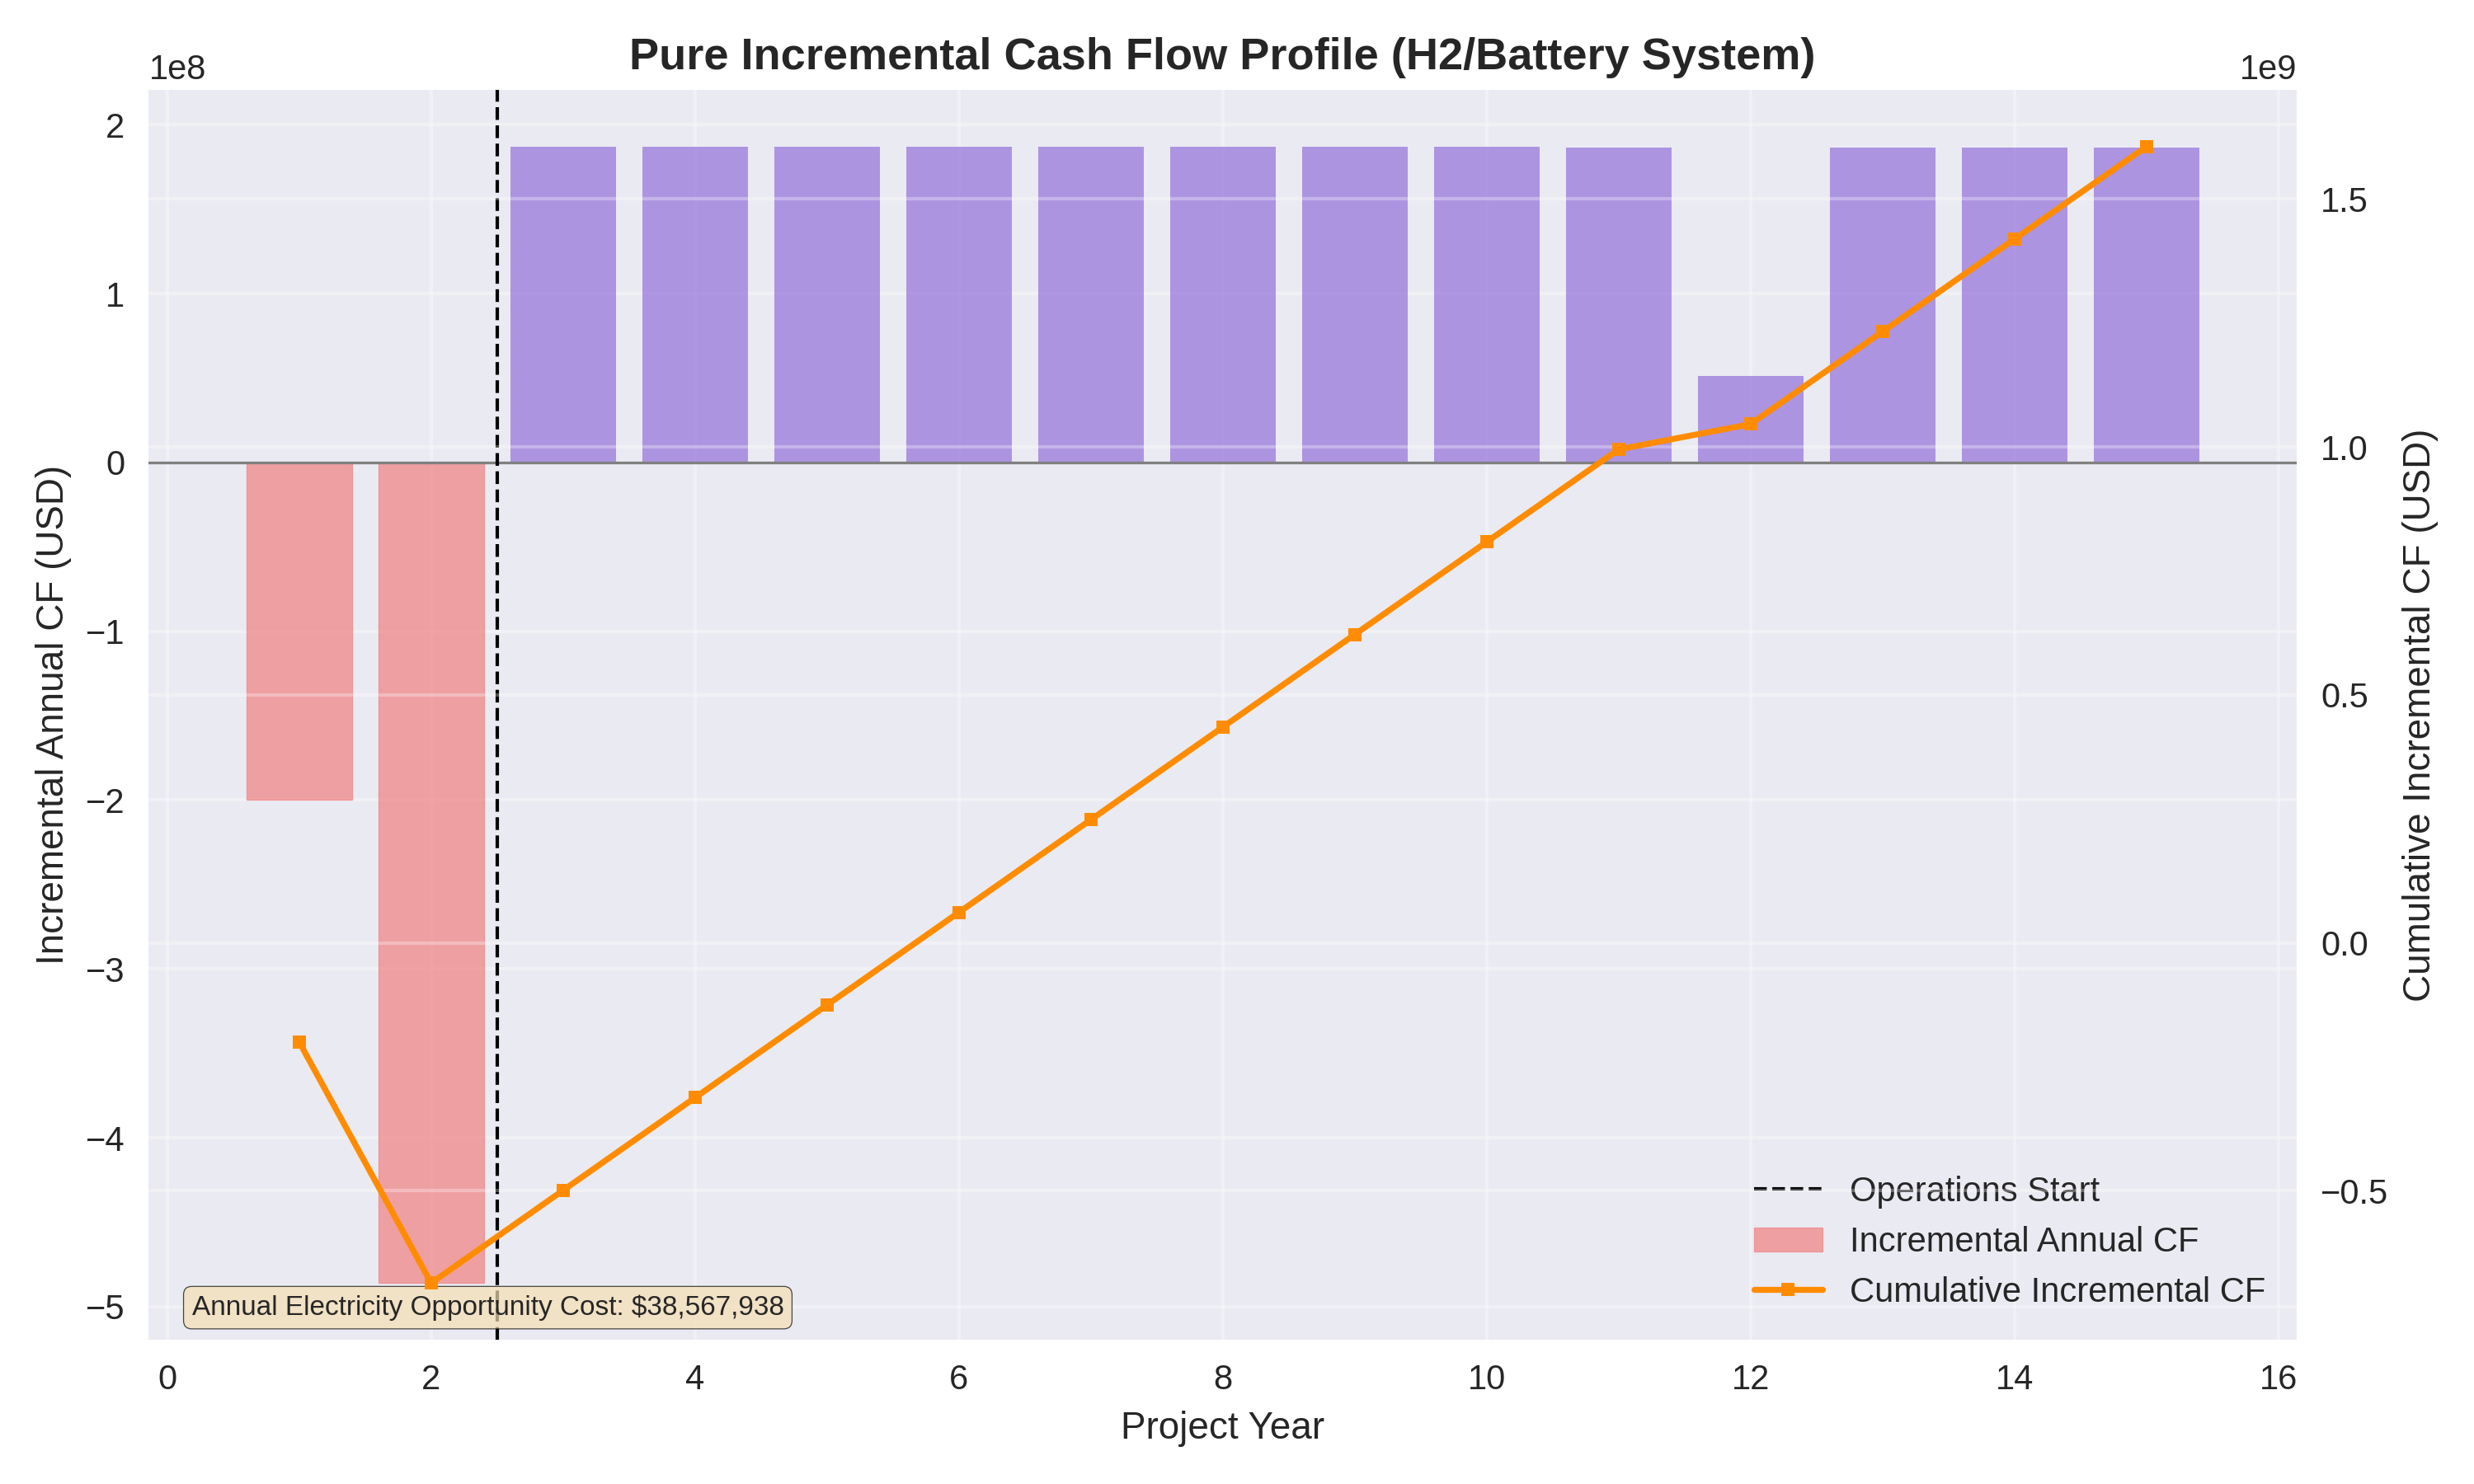 Pure Incremental Cash Flow Profile (H2/Battery System)
1e8
1e9
2
1
0
−1
−2
−3
−4
−5
Incremental Annual CF (USD)
1.5
1.0
0.5
0.0
−0.5
Cumulative Incremental CF (USD)
Operations Start
Incremental Annual CF
Cumulative Incremental CF
Annual Electricity Opportunity Cost: $38,567,938
0 2 4 6 8 10 12 14 16
Project Year